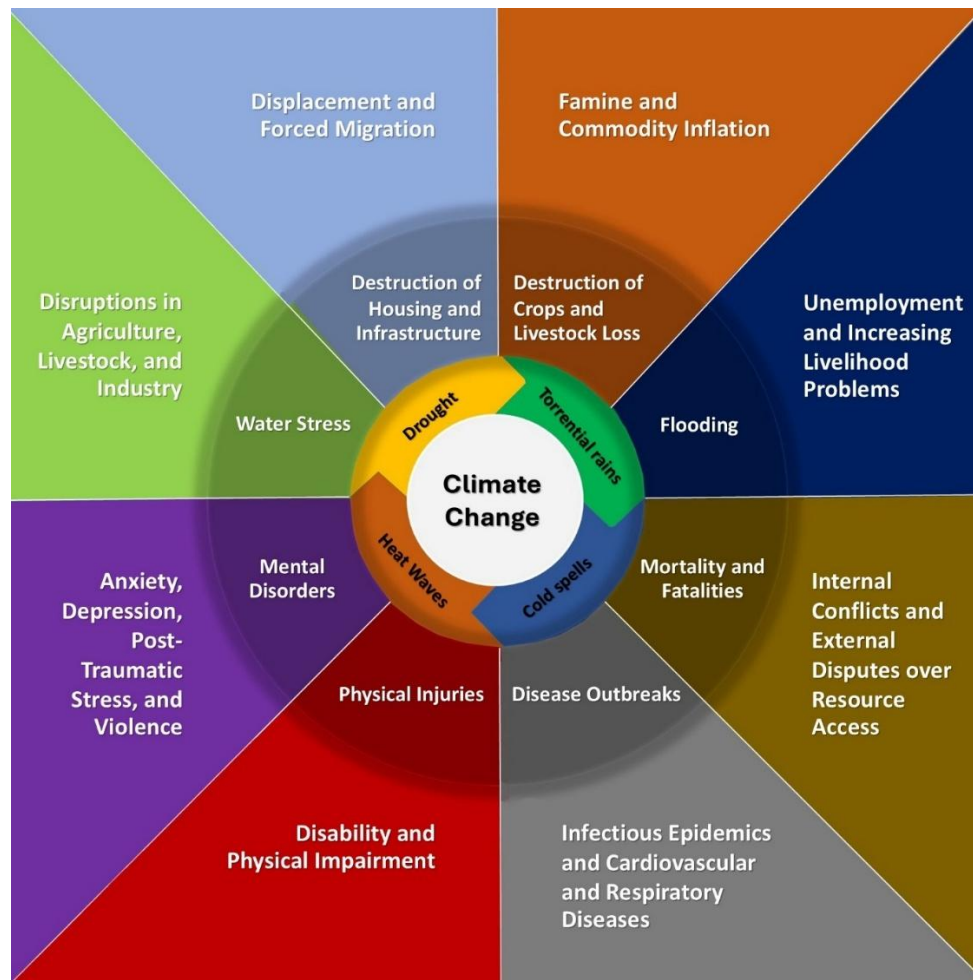 Displacement and
Forced Migration
Famine and
Commodity Inflation
Destruction of
Housing and
Infrastructure
Destruction of
Crops and
Livestock Loss
Disruptions in
Agriculture,
Livestock, and
Industry
Unemployment
and Increasing
Livelihood
Problems
Water Stress
Flooding
Drought
Torrential rains
Climate
Change
Heat Waves
Cold spells
Mental
Disorders
Mortality and
Fatalities
Anxiety,
Depression,
Post-
Traumatic
Stress, and
Violence
Internal
Conflicts and
External
Disputes over
Resource
Access
Physical Injuries
Disease Outbreaks
Disability and
Physical Impairment
Infectious Epidemics
and Cardiovascular
and Respiratory
Diseases